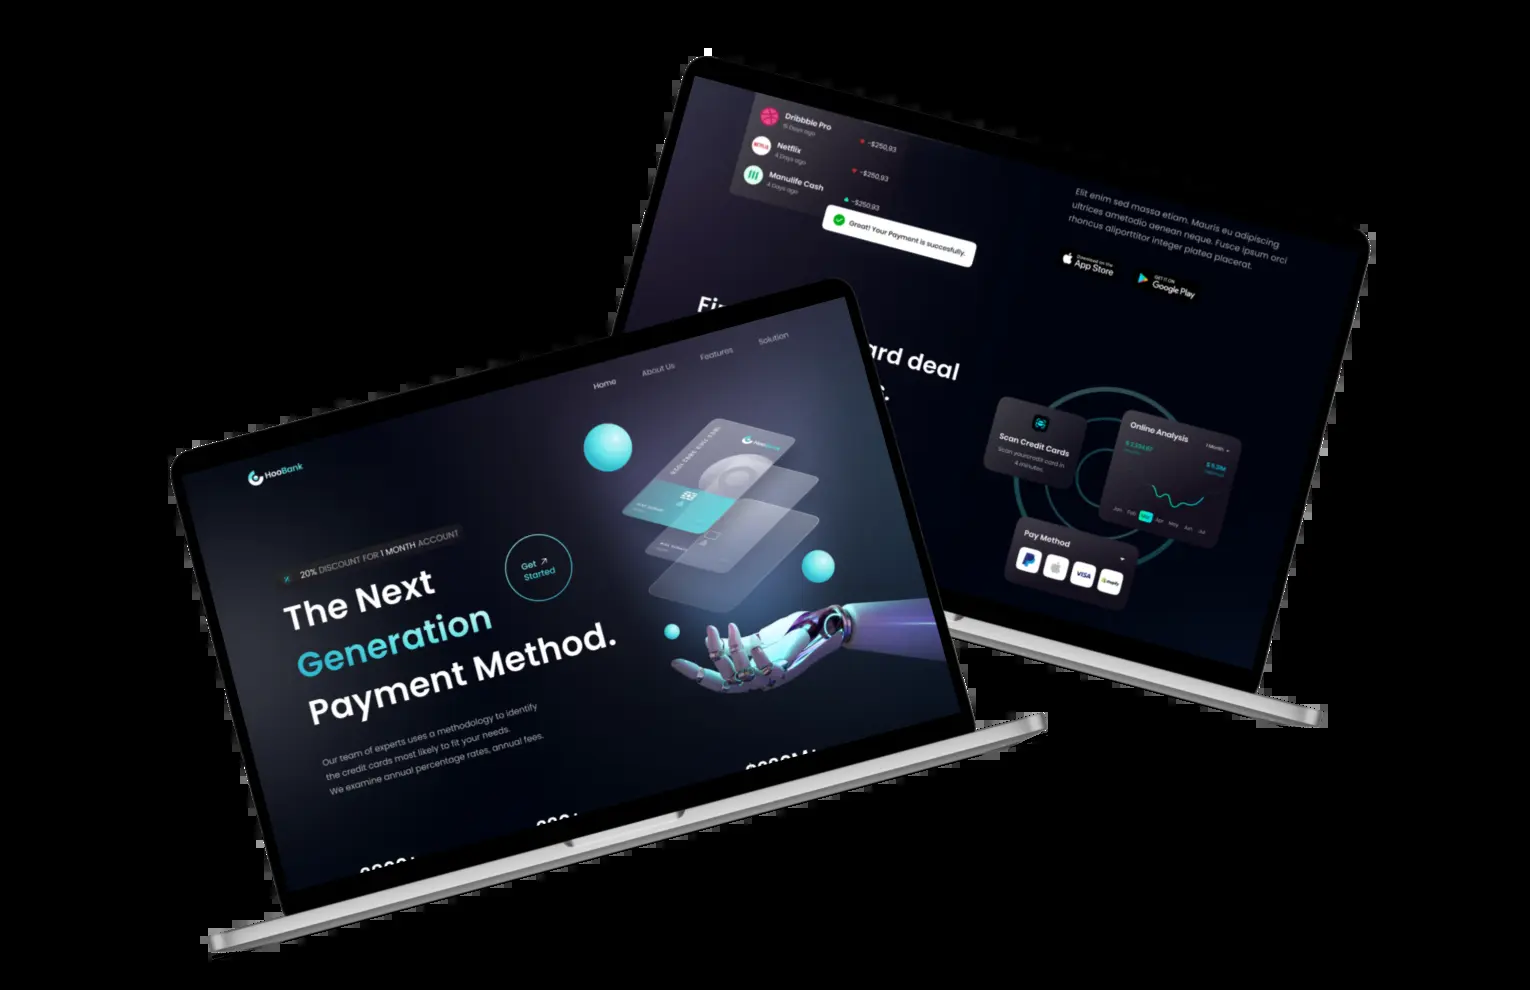 Dribbble Pro
15 Days ago
-$250,93
Netflix
4 Days ago
-$250,93
Manulife Cash
4 Days ago
~$250,93
Great! Your Payment is succesfully.
Elit enim sed massa etiam. Mauris eu adipiscing
ultrices ametodio aenean neque. Fusce ipsum orci
rhoncus aliporttitor integer platea placerat.
Download on the
App Store
GET IT ON
Google Play
ard deal
Scan Credit Cards
Scan yourcredit card in
4 minutes.
Online Analysis
1 Month
Jan Feb Mar Apr May Jun Jul
Pay Method
VISA
HooBank
Home
About Us
Features
Solution
HooBank
20% DISCOUNT FOR 1 MONTH ACCOUNT
The Next
Generation
Payment Method.
Get
Started
Our team of experts uses a methodology to identify
the credit cards most likely to fit your needs.
We examine annual percentage rates, annual fees.